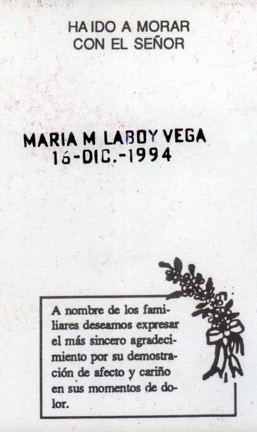 HA IDO A MORAR
CON EL SEÑOR
MARIA M LABOY VEGA
16-DIC.-1994
A nombre de los fami-
liares deseamos expresar
el más sincero agradeci-
miento por su demostra-
ción de afecto y cariño
en sus momentos de do-
lor.